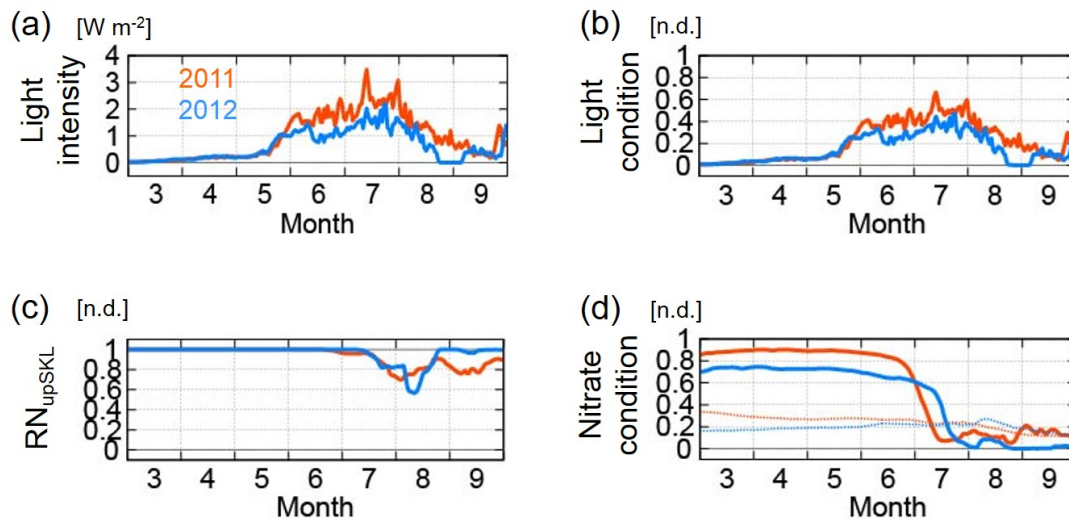 (a) [W m-2]
Light intensity
4
3
2
1
0
2011
2012
3 4 5 6 7 8 9
Month
(b) [n.d.]
Light condition
1
0.8
0.6
0.4
0.2
0
3 4 5 6 7 8 9
Month
(c) [n.d.]
RNupSKL
1
0.8
0.6
0.4
0.2
0
3 4 5 6 7 8 9
Month
(d) [n.d.]
Nitrate condition
1
0.8
0.6
0.4
0.2
0
3 4 5 6 7 8 9
Month